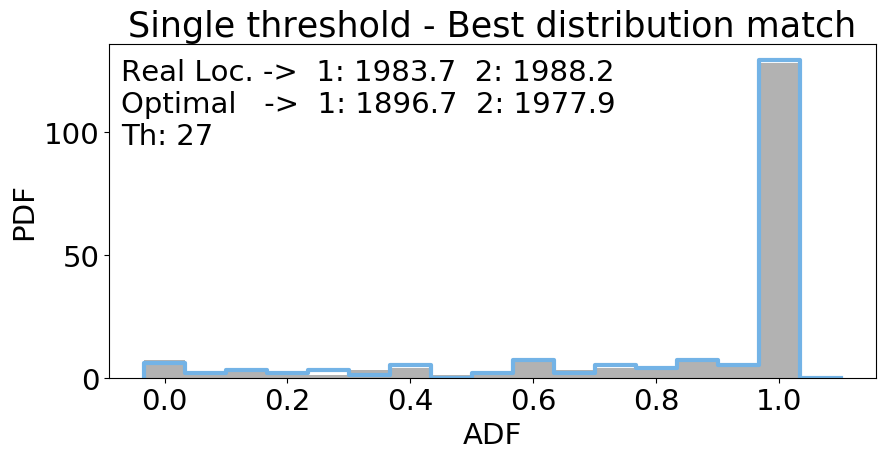 Single threshold - Best distribution match
Real Loc. -> 1: 1983.7 2: 1988.2
Optimal -> 1: 1896.7 2: 1977.9
Th: 27
100
50
0
PDF
0.0 0.2 0.4 0.6 0.8 1.0
ADF